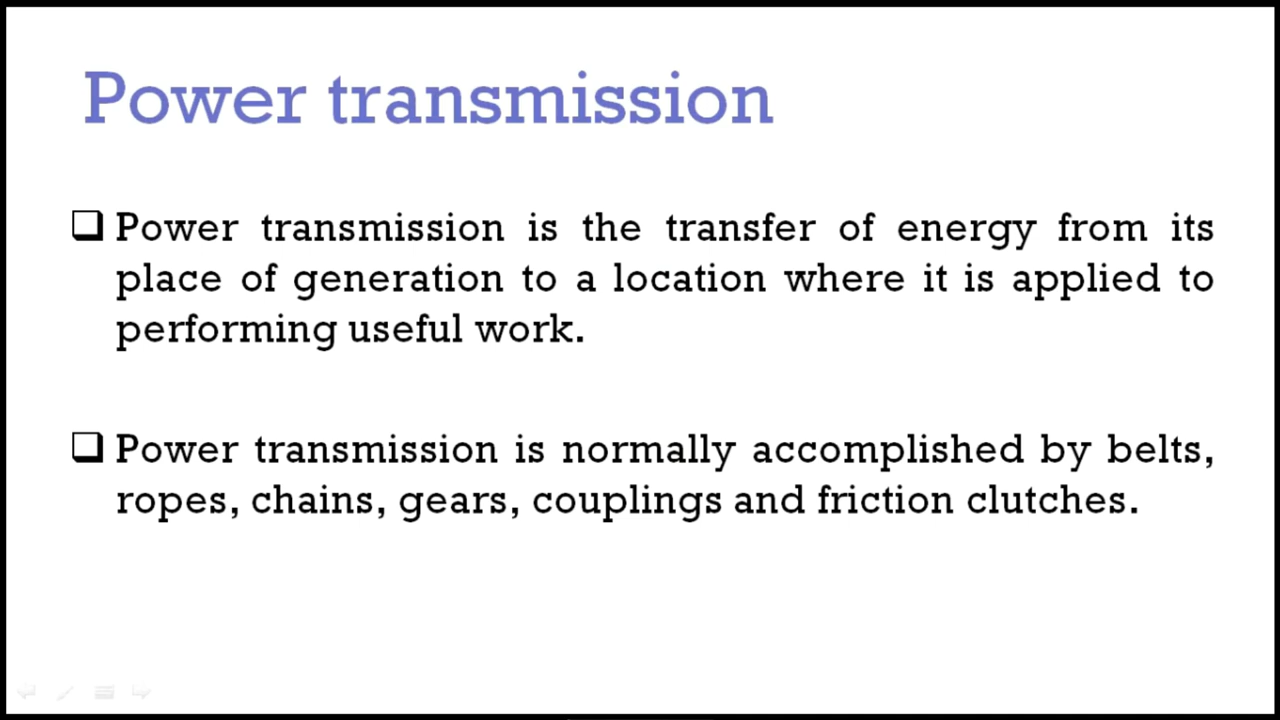 Power transmission
Power transmission is the transfer of energy from its
place of generation to a location where it is applied to
performing useful work.
Power transmission is normally accomplished by belts,
ropes, chains, gears, couplings and friction clutches.